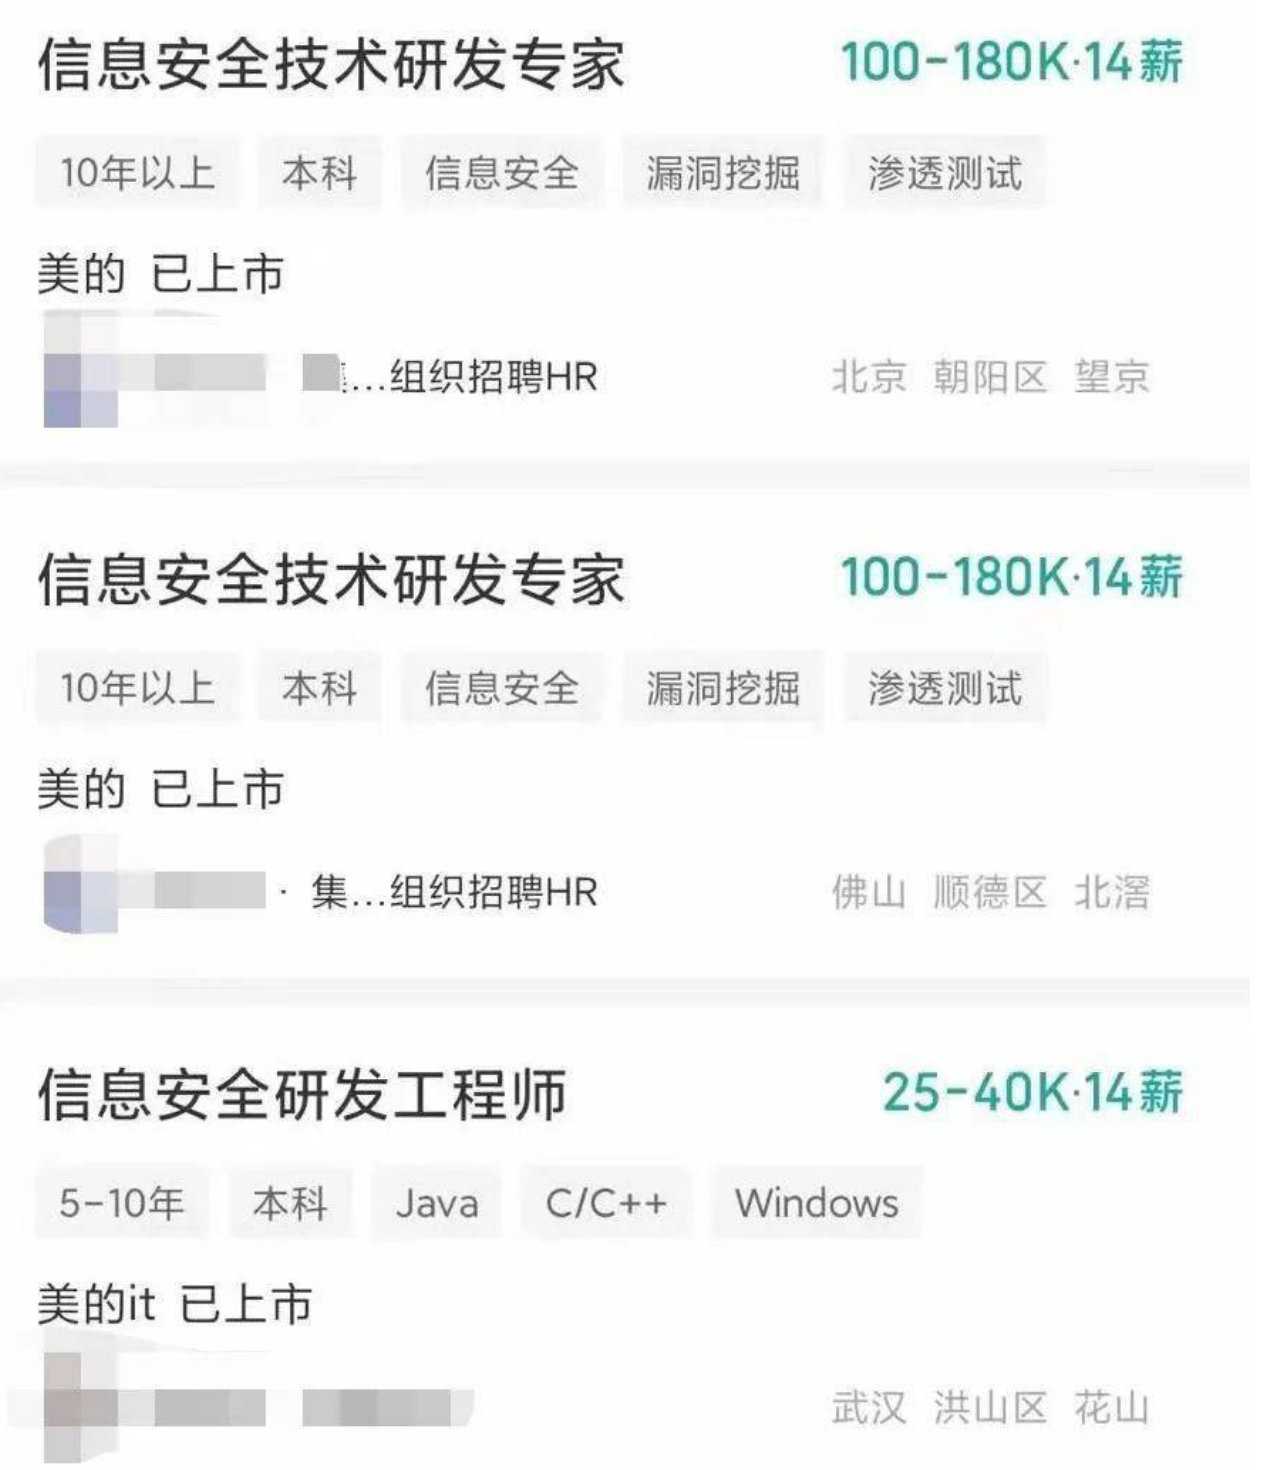 信息安全技术研发专家 100-180K·14薪
10年以上 本科 信息安全 漏洞挖掘 渗透测试
美的 已上市
…组织招聘HR 北京 朝阳区 望京
信息安全技术研发专家 100-180K·14薪
10年以上 本科 信息安全 漏洞挖掘 渗透测试
美的 已上市
· 集…组织招聘HR 佛山 顺德区 北滘
信息安全研发工程师 25-40K·14薪
5-10年 本科 Java C/C++ Windows
美的it 已上市
武汉 洪山区 花山